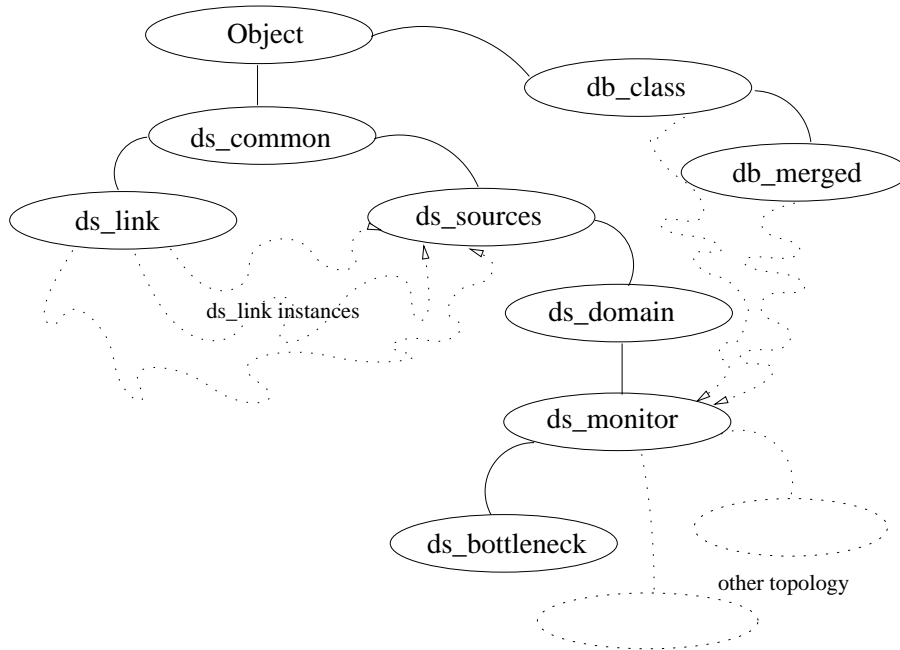 Object
db_class
ds_common
db_merged
ds_link
ds_sources
ds_link instances
ds_domain
ds_monitor
ds_bottleneck
other topology